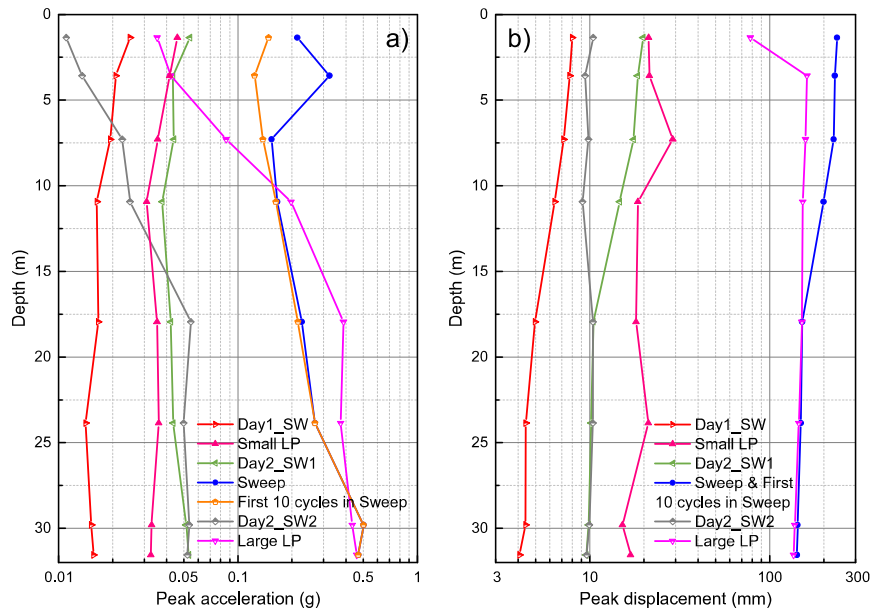 a)
0
5
10
15
20
25
30
Depth (m)
Day1_SW
Small LP
Day2_SW1
Sweep
First 10 cycles in Sweep
Day2_SW2
Large LP
0.01
0.05
0.1
0.5
1
Peak acceleration (g)
b)
0
5
10
15
20
25
30
Depth (m)
Day1_SW
Small LP
Day2_SW1
Sweep & First
10 cycles in Sweep
Day2_SW2
Large LP
3
10
100
300
Peak displacement (mm)